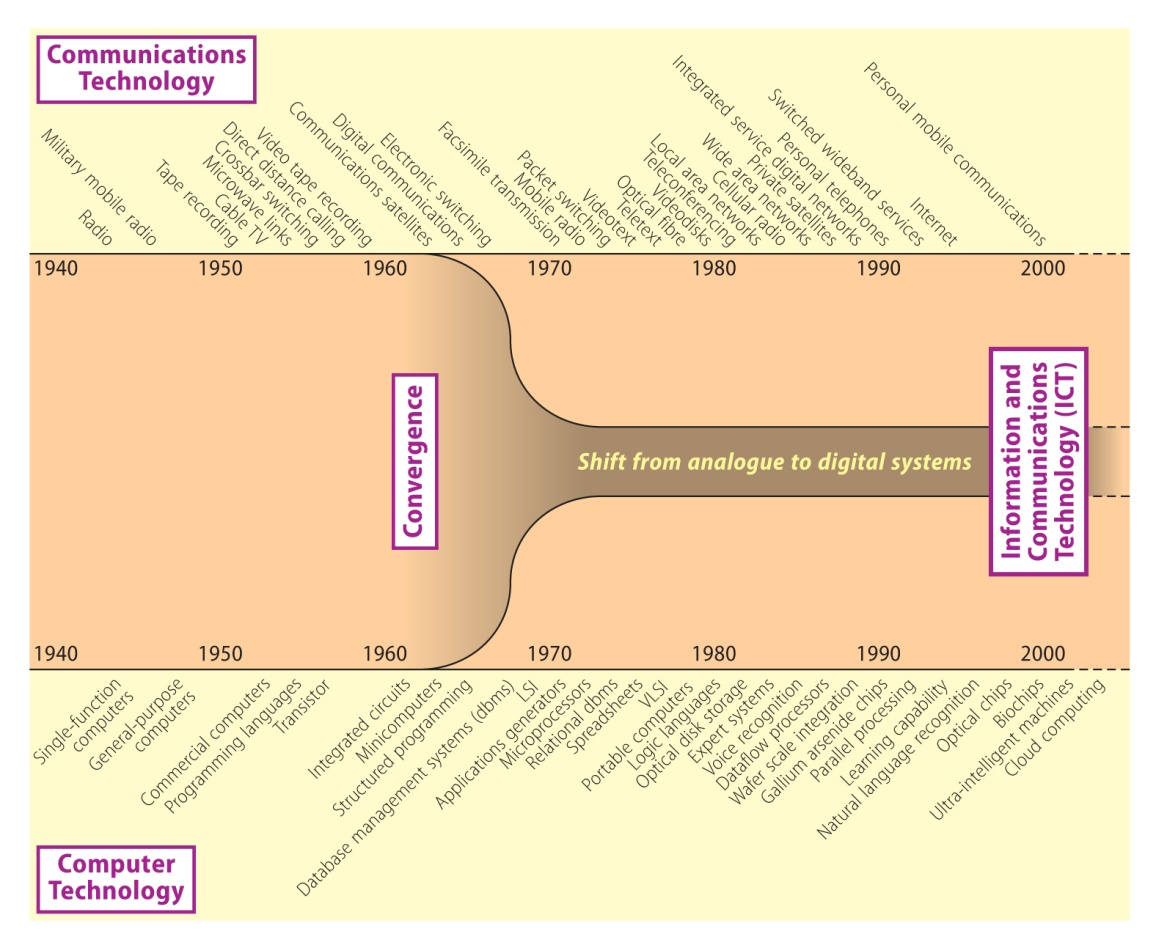 Communications
Technology
Radio
Military mobile radio
Tape recording
Cable TV
Microwave links
Crossbar switching
Direct distance calling
Video tape recording
Communications satellites
Digital communications
Electronic switching
Facsimile transmission
Mobile radio
Packet switching
Videotext
Teletext
Optical fibre
Videodisks
Teleconferencing
Local area networks
Cellular radio
Wide area networks
Private satellites
Integrated service digital networks
Personal telephones
Switched wideband services
Internet
Personal mobile communications
1940 1950 1960 1970 1980 1990 2000
Convergence
Shift from analogue to digital systems
Information and
Communications
Technology (ICT)
1940 1950 1960 1970 1980 1990 2000
Single-function
computers
General-purpose
computers
Commercial computers
Programming languages
Transistor
Integrated circuits
Minicomputers
Structured programming
Database management systems (dbms)
LSI
Applications generators
Microprocessors
Relational dbms
Spreadsheets
VLSI
Portable computers
Logic languages
Optical disk storage
Expert systems
Voice recognition
Dataflow processors
Wafer scale integration
Gallium arsenide chips
Parallel processing
Learning capability
Natural language recognition
Optical chips
Biochips
Ultra-intelligent machines
Cloud computing
Computer
Technology